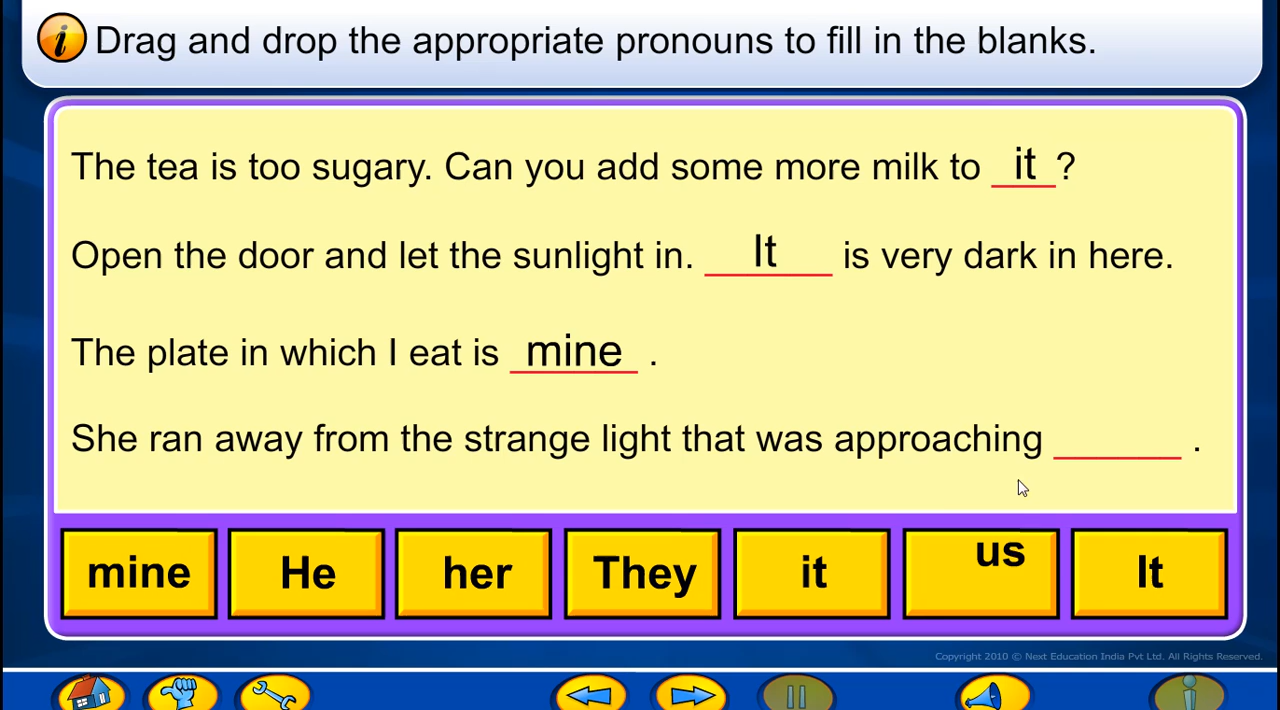 i Drag and drop the appropriate pronouns to fill in the blanks.
The tea is too sugary. Can you add some more milk to it ?
Open the door and let the sunlight in. It is very dark in here.
The plate in which I eat is mine .
She ran away from the strange light that was approaching ______ .
mine He her They it us It
Copyright 2010 © Next Education India Pvt Ltd. All Rights Reserved.